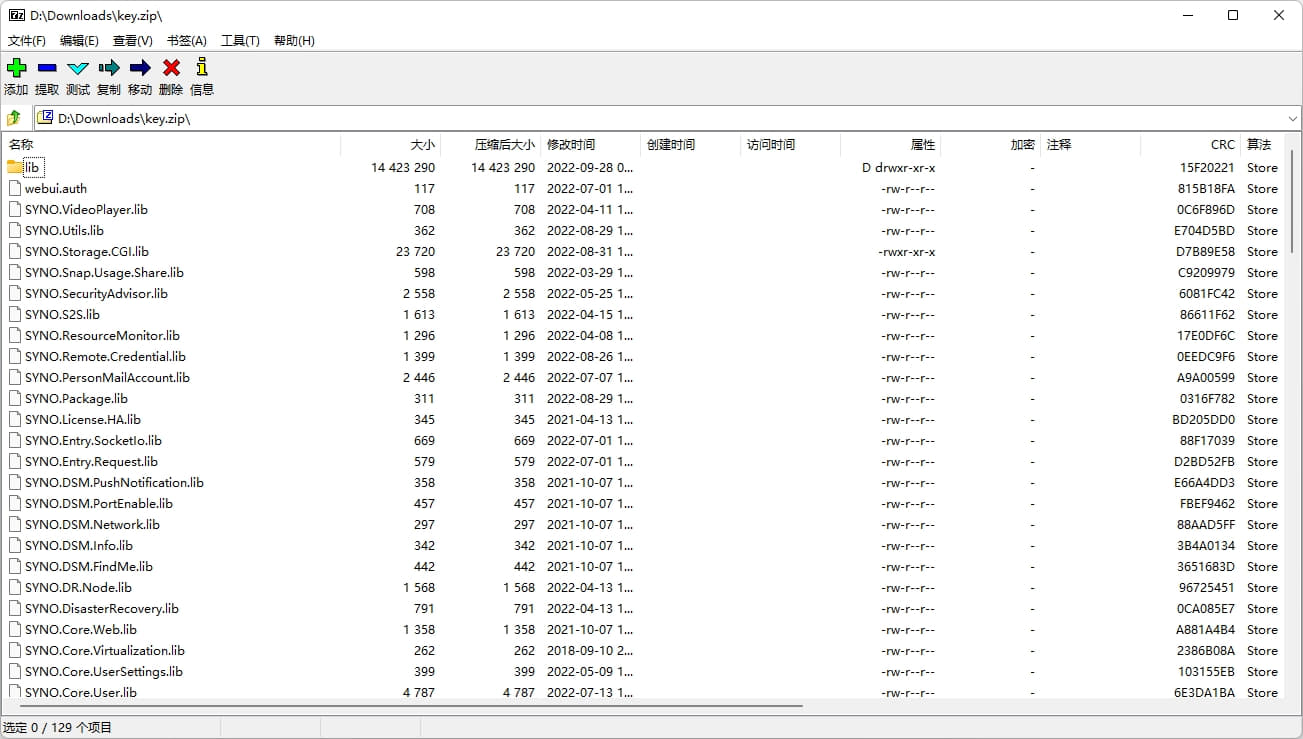 D:\Downloads\key.zip\
文件(F) 编辑(E) 查看(V) 书签(A) 工具(T) 帮助(H)
添加 提取 测试 复制 移动 删除 信息
D:\Downloads\key.zip\
名称 大小 压缩后大小 修改时间 创建时间 访问时间 属性 加密 注释 CRC 算法
lib 14 423 290 14 423 290 2022-09-28 0... D drwxr-xr-x - 15F20221 Store
webui.auth 117 117 2022-07-01 1... -rw-r--r-- - 815B18FA Store
SYNO.VideoPlayer.lib 708 708 2022-04-11 1... -rw-r--r-- - 0C6F896D Store
SYNO.Utils.lib 362 362 2022-08-29 1... -rw-r--r-- - E704D5BD Store
SYNO.Storage.CGI.lib 23 720 23 720 2022-08-31 1... -rwxr-xr-x - D7B89E58 Store
SYNO.Snap.Usage.Share.lib 598 598 2022-03-29 1... -rw-r--r-- - C9209979 Store
SYNO.SecurityAdvisor.lib 2 558 2 558 2022-05-25 1... -rw-r--r-- - 6081FC42 Store
SYNO.S2S.lib 1 613 1 613 2022-04-15 1... -rw-r--r-- - 86611F62 Store
SYNO.ResourceMonitor.lib 1 296 1 296 2022-04-08 1... -rw-r--r-- - 17E0DF6C Store
SYNO.Remote.Credential.lib 1 399 1 399 2022-08-26 1... -rw-r--r-- - 0EEDC9F6 Store
SYNO.PersonMailAccount.lib 2 446 2 446 2022-07-07 1... -rw-r--r-- - A9A00599 Store
SYNO.Package.lib 311 311 2022-08-29 1... -rw-r--r-- - 0316F782 Store
SYNO.License.HA.lib 345 345 2021-04-13 1... -rw-r--r-- - BD205DD0 Store
SYNO.Entry.SocketIo.lib 669 669 2022-07-01 1... -rw-r--r-- - 88F17039 Store
SYNO.Entry.Request.lib 579 579 2022-07-01 1... -rw-r--r-- - D2BD52FB Store
SYNO.DSM.PushNotification.lib 358 358 2021-10-07 1... -rw-r--r-- - E66A4DD3 Store
SYNO.DSM.PortEnable.lib 457 457 2021-10-07 1... -rw-r--r-- - FBEF9462 Store
SYNO.DSM.Network.lib 297 297 2021-10-07 1... -rw-r--r-- - 88AAD5FF Store
SYNO.DSM.Info.lib 342 342 2021-10-07 1... -rw-r--r-- - 3B4A0134 Store
SYNO.DSM.FindMe.lib 442 442 2021-10-07 1... -rw-r--r-- - 3651683D Store
SYNO.DR.Node.lib 1 568 1 568 2022-04-13 1... -rw-r--r-- - 96725451 Store
SYNO.DisasterRecovery.lib 791 791 2022-04-13 1... -rw-r--r-- - 0CA085E7 Store
SYNO.Core.Web.lib 1 358 1 358 2021-10-07 1... -rw-r--r-- - A881A4B4 Store
SYNO.Core.Virtualization.lib 262 262 2018-09-10 2... -rw-r--r-- - 2386B08A Store
SYNO.Core.UserSettings.lib 399 399 2022-05-09 1... -rw-r--r-- - 103155EB Store
SYNO.Core.User.lib 4 787 4 787 2022-07-13 1... -rw-r--r-- - 6E3DA1BA Store
选定 0 / 129 个项目